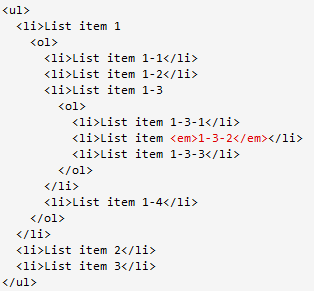 <ul>
  <li>List item 1
    <ol>
      <li>List item 1-1</li>
      <li>List item 1-2</li>
      <li>List item 1-3
        <ol>
          <li>List item 1-3-1</li>
          <li>List item <em>1-3-2</em></li>
          <li>List item 1-3-3</li>
        </ol>
      </li>
      <li>List item 1-4</li>
    </ol>
  </li>
  <li>List item 2</li>
  <li>List item 3</li>
</ul>